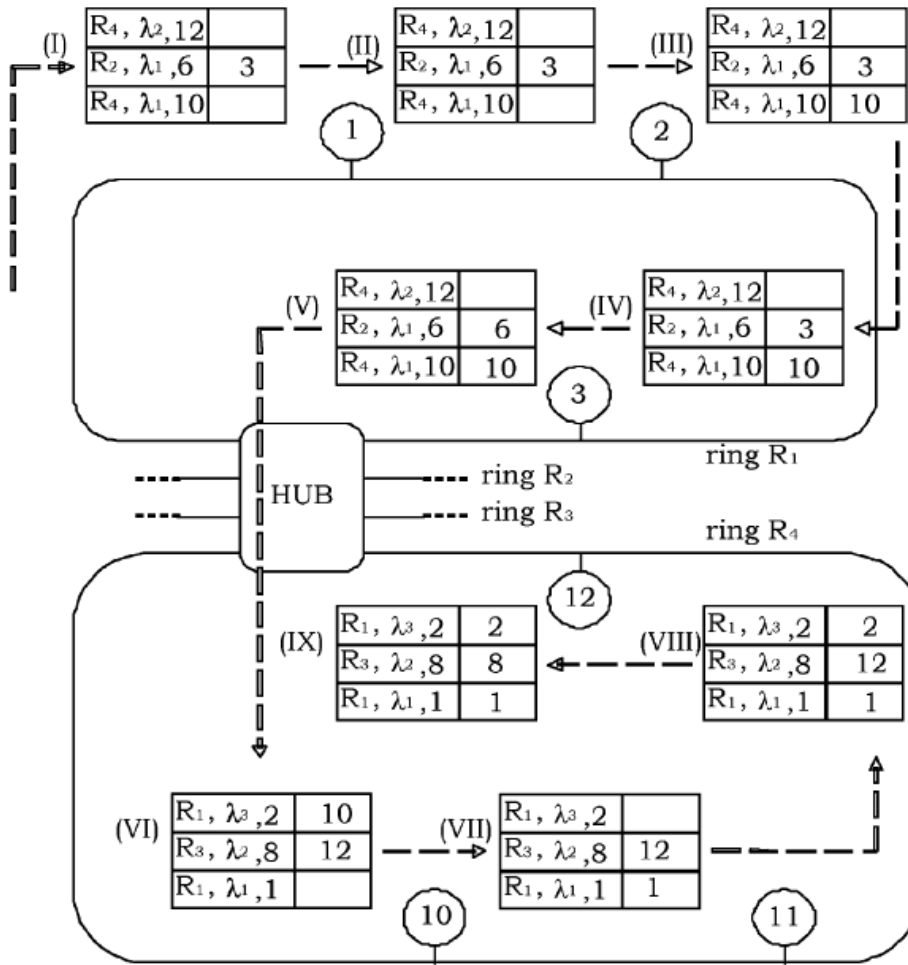 (I)
R4, λ2,12
R2, λ1,6 3
R4, λ1,10
(II)
R4, λ2,12
R2, λ1,6 3
R4, λ1,10
(III)
R4, λ2,12
R2, λ1,6 3
R4, λ1,10 10
1
2
(V)
R4, λ2,12
R2, λ1,6 6
R4, λ1,10 10
(IV)
R4, λ2,12
R2, λ1,6 3
R4, λ1,10 10
3
ring R1
HUB
ring R2
ring R3
ring R4
12
(IX)
R1, λ3,2 2
R3, λ2,8 8
R1, λ1,1 1
(VIII)
R1, λ3,2 2
R3, λ2,8 12
R1, λ1,1 1
(VI)
R1, λ3,2 10
R3, λ2,8 12
R1, λ1,1
(VII)
R1, λ3,2
R3, λ2,8 12
R1, λ1,1 1
10
11